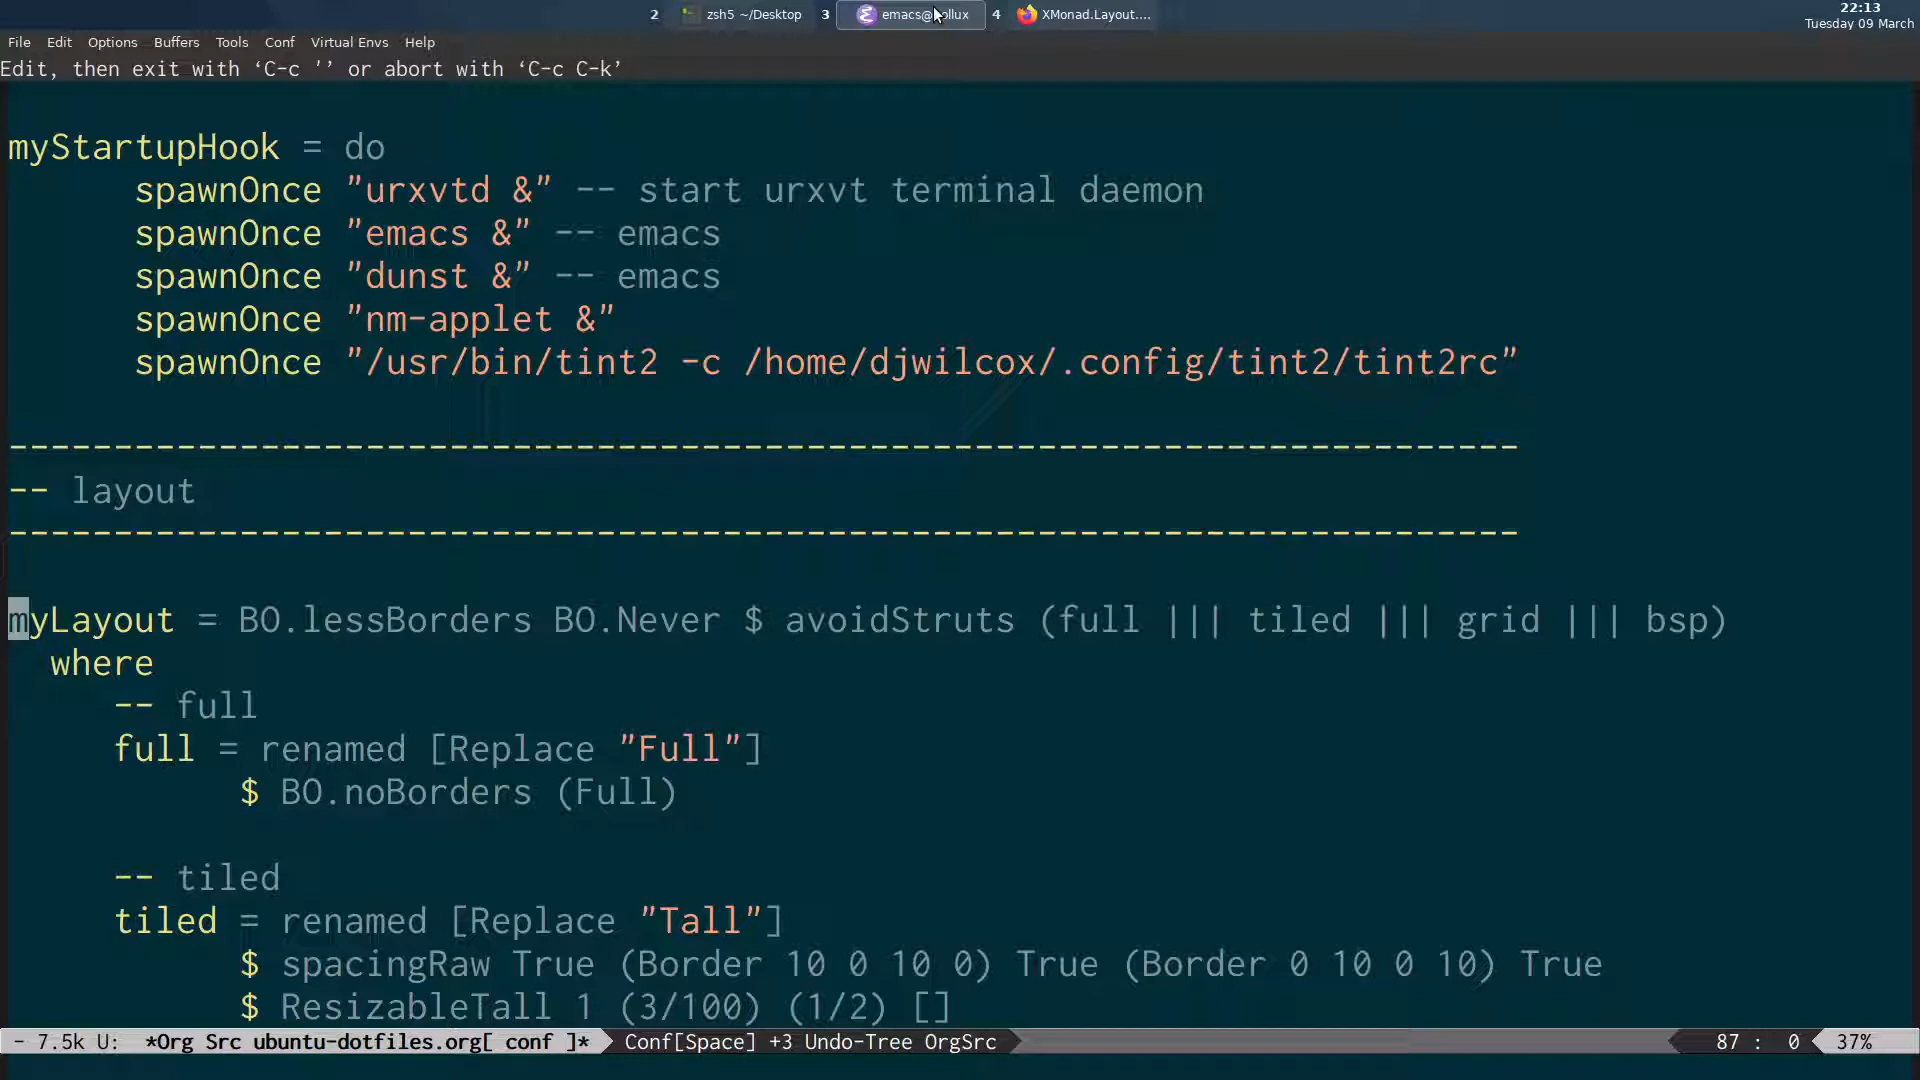 2 zsh5 ~/Desktop 3 emacs@ ollux 4 XMonad.Layout.... 22:13
Tuesday 09 March
File Edit Options Buffers Tools Conf Virtual Envs Help
Edit, then exit with ‘C-c '’ or abort with ‘C-c C-k’
myStartupHook = do
spawnOnce "urxvtd &" -- start urxvt terminal daemon
spawnOnce "emacs &" -- emacs
spawnOnce "dunst &" -- emacs
spawnOnce "nm-applet &"
spawnOnce "/usr/bin/tint2 -c /home/djwilcox/.config/tint2/tint2rc"
------------------------------------------------------------------------
-- layout
------------------------------------------------------------------------
myLayout = BO.lessBorders BO.Never $ avoidStruts (full ||| tiled ||| grid ||| bsp)
where
-- full
full = renamed [Replace "Full"]
$ BO.noBorders (Full)
-- tiled
tiled = renamed [Replace "Tall"]
$ spacingRaw True (Border 10 0 10 0) True (Border 0 10 0 10) True
$ ResizableTall 1 (3/100) (1/2) []
- 7.5k U: *Org Src ubuntu-dotfiles.org[ conf ]* Conf[Space] +3 Undo-Tree OrgSrc 87 : 0 37%